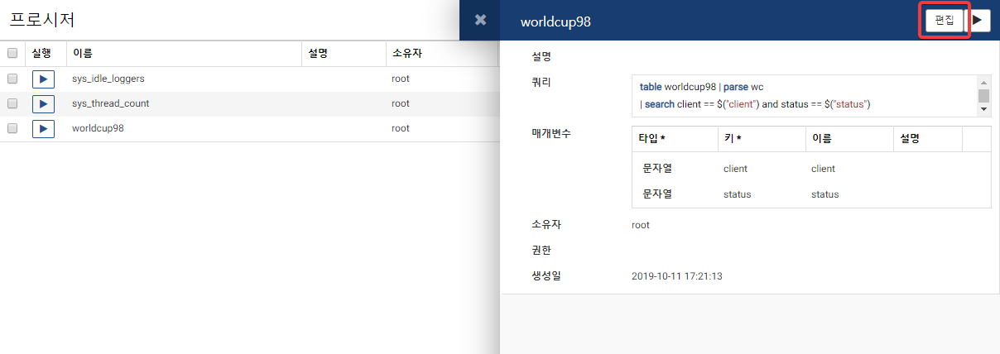 프로시저
실행 이름 설명 소유자
sys_idle_loggers root
sys_thread_count root
worldcup98 root
worldcup98
편집
설명
쿼리
table worldcup98 | parse wc
| search client == $("client") and status == $("status")
매개변수
타입 * 키 * 이름 설명
문자열 client client
문자열 status status
소유자 root
권한
생성일 2019-10-11 17:21:13